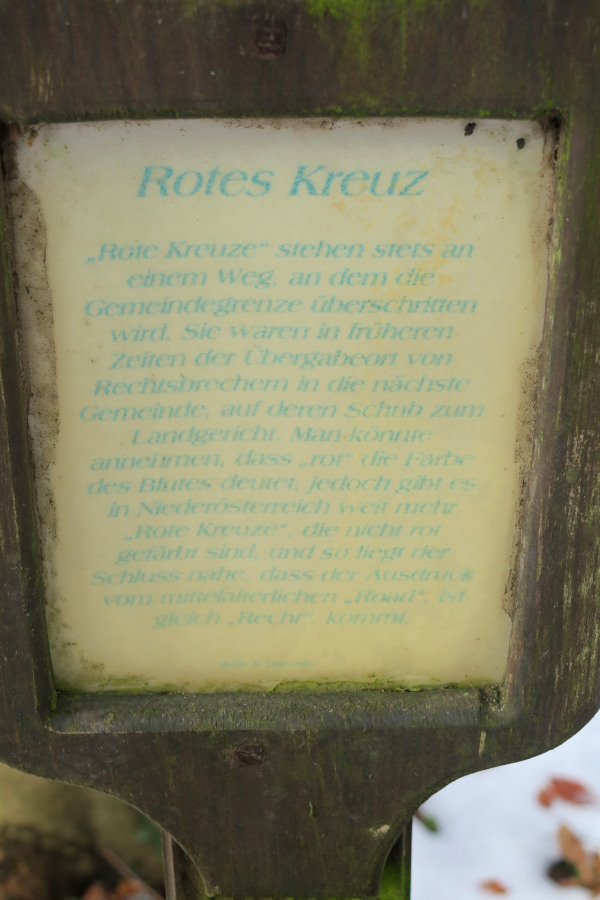 Rotes Kreuz
„Rote Kreuze“ stehen stets an
einem Weg, an dem die
Gemeindegrenze überschritten
wird. Sie waren in früheren
Zeiten der Übergabeort von
Rechtsbrechern in die nächste
Gemeinde, auf deren Schub zum
Landgericht. Man könnte
annehmen, dass „rot“ die Farbe
des Blutes deutet, jedoch gibt es
in Niederösterreich weit mehr
„Rote Kreuze“, die nicht rot
gefärbt sind, und so liegt der
Schluss nahe, dass der Ausdruck
vom mittelalterlichen „Road“, ist
gleich „Recht“, kommt.